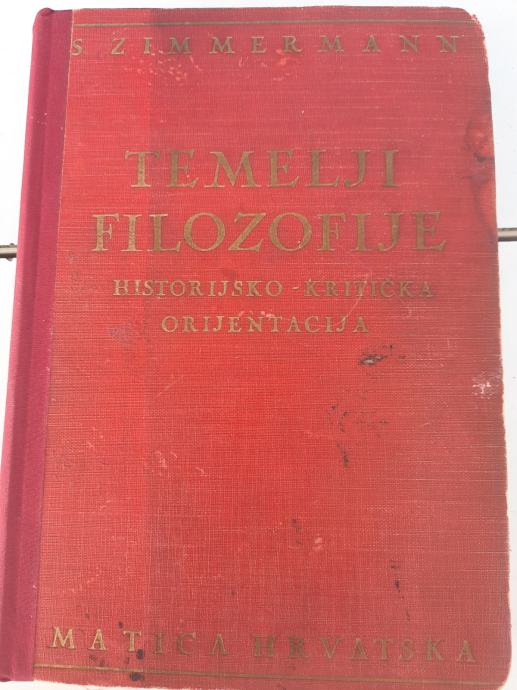 S ZIMMERMANN
TEMELJI
FILOZOFIJE
HISTORIJSKO-KRITIČKA
ORIJENTACIJA
MATICA HRVATSKA